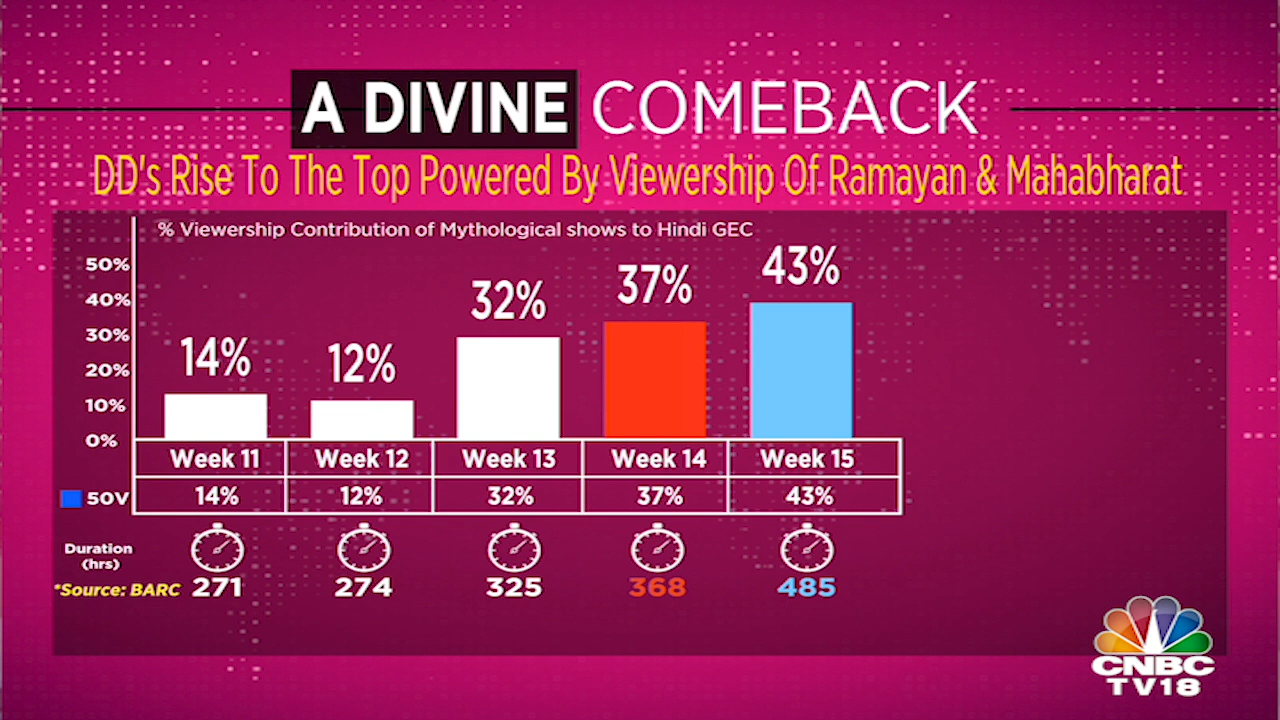 A DIVINE COMEBACK
DD's Rise To The Top Powered By Viewership Of Ramayan & Mahabharat
% Viewership Contribution of Mythological shows to Hindi GEC
50%
40%
30%
20%
10%
0%
14%
12%
32%
37%
43%
Week 11 Week 12 Week 13 Week 14 Week 15
50V 14% 12% 32% 37% 43%
Duration
(hrs)
*Source: BARC 271 274 325 368 485
CNBC
TV18